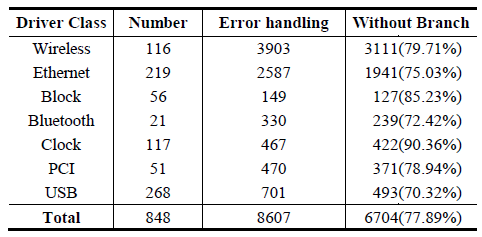 Driver Class Number Error handling Without Branch
Wireless 116 3903 3111(79.71%)
Ethernet 219 2587 1941(75.03%)
Block 56 149 127(85.23%)
Bluetooth 21 330 239(72.42%)
Clock 117 467 422(90.36%)
PCI 51 470 371(78.94%)
USB 268 701 493(70.32%)
Total 848 8607 6704(77.89%)